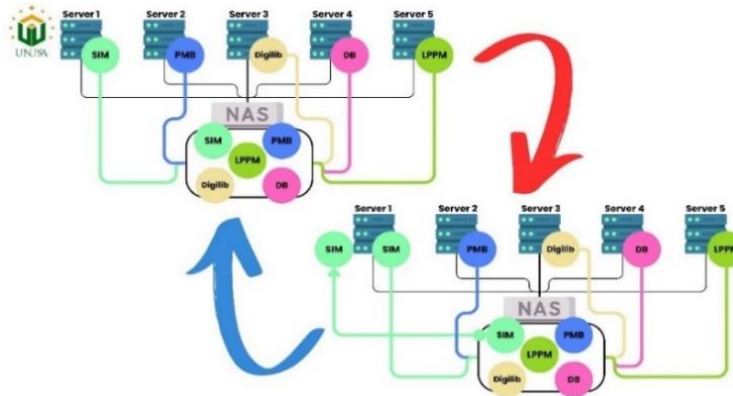 UNUSA
Server 1 Server 2 Server 3 Server 4 Server 5
SIM PMB Digilib DB LPPM
NAS
SIM PMB
LPPM
Digilib DB
Server 1 Server 2 Server 3 Server 4 Server 5
SIM SIM PMB Digilib DB LPPM
NAS
SIM PMB
LPPM
Digilib DB